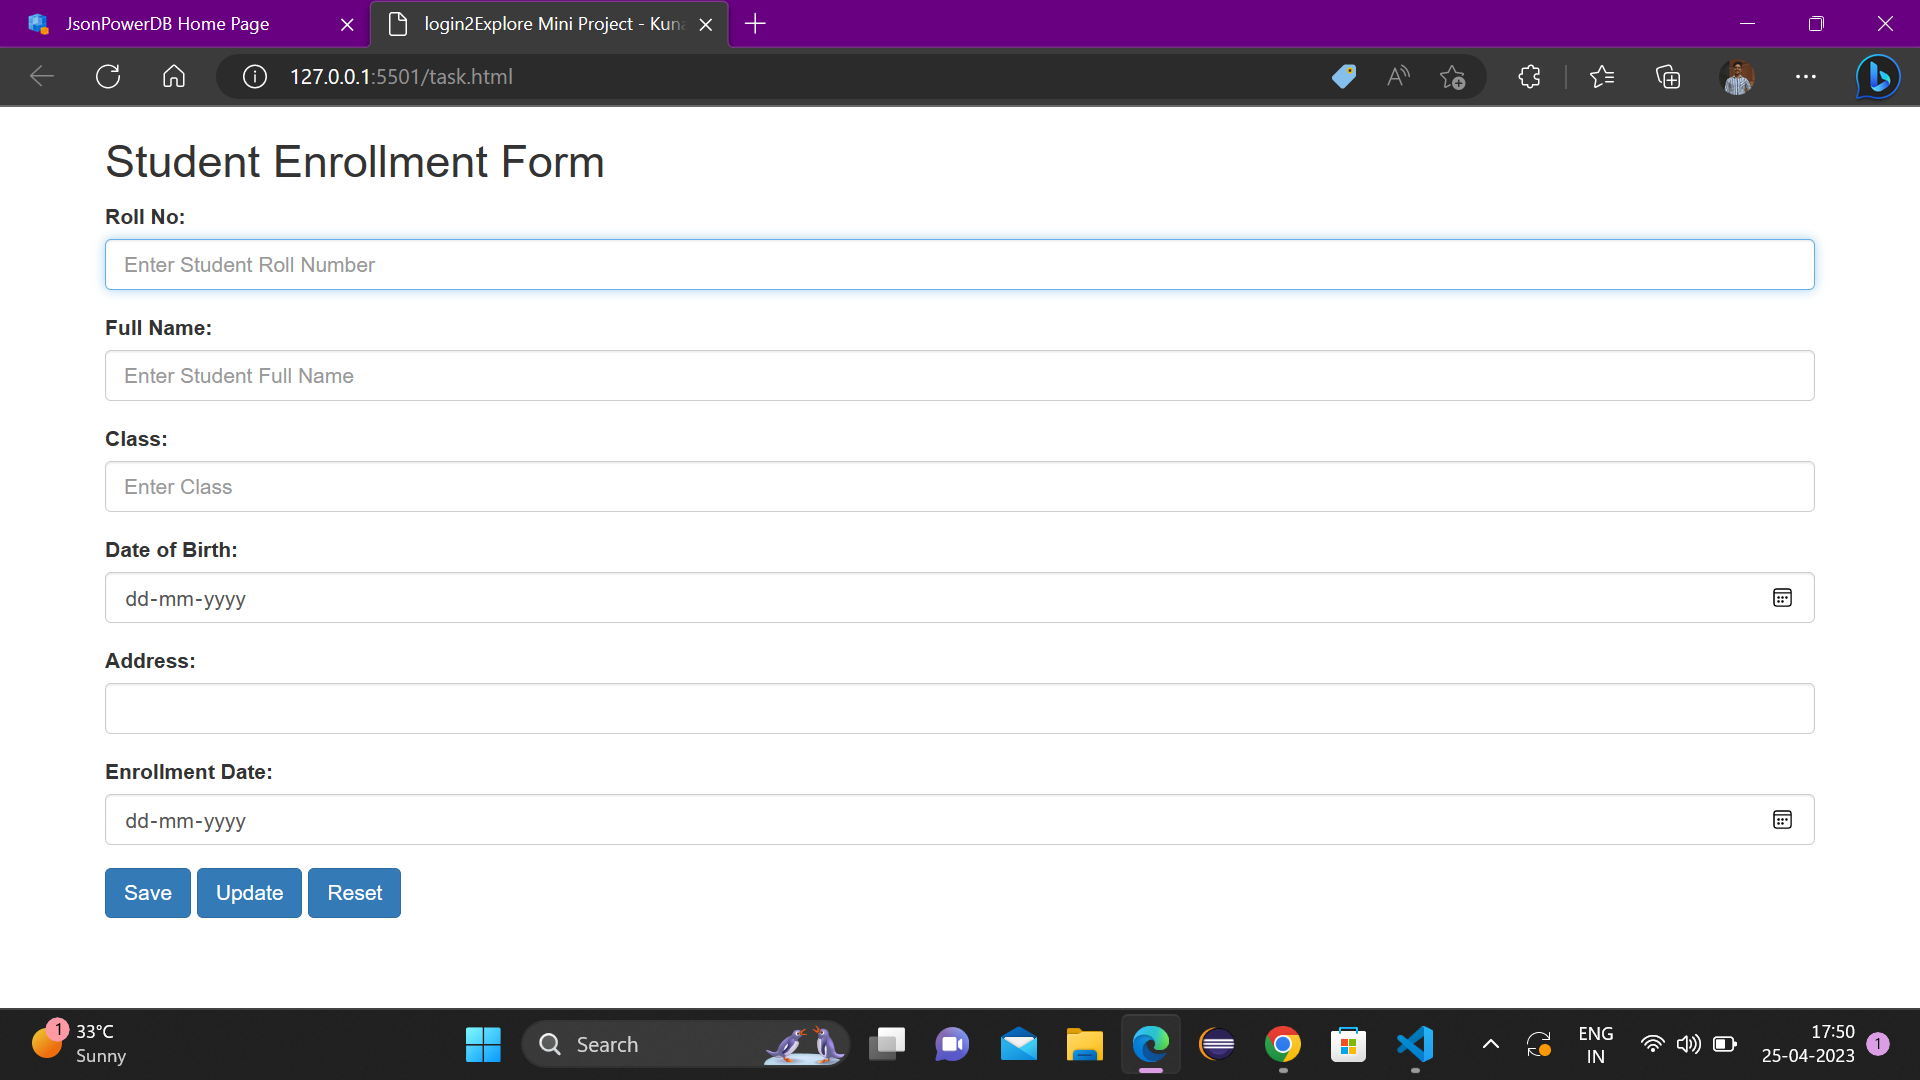 JsonPowerDB Home Page
login2Explore Mini Project - Kuna
127.0.0.1:5501/task.html
Student Enrollment Form
Roll No:
Enter Student Roll Number
Full Name:
Enter Student Full Name
Class:
Enter Class
Date of Birth:
dd-mm-yyyy
Address:
Enrollment Date:
dd-mm-yyyy
Save Update Reset
1
33°C
Sunny
Search
ENG
IN
17:50
25-04-2023
1